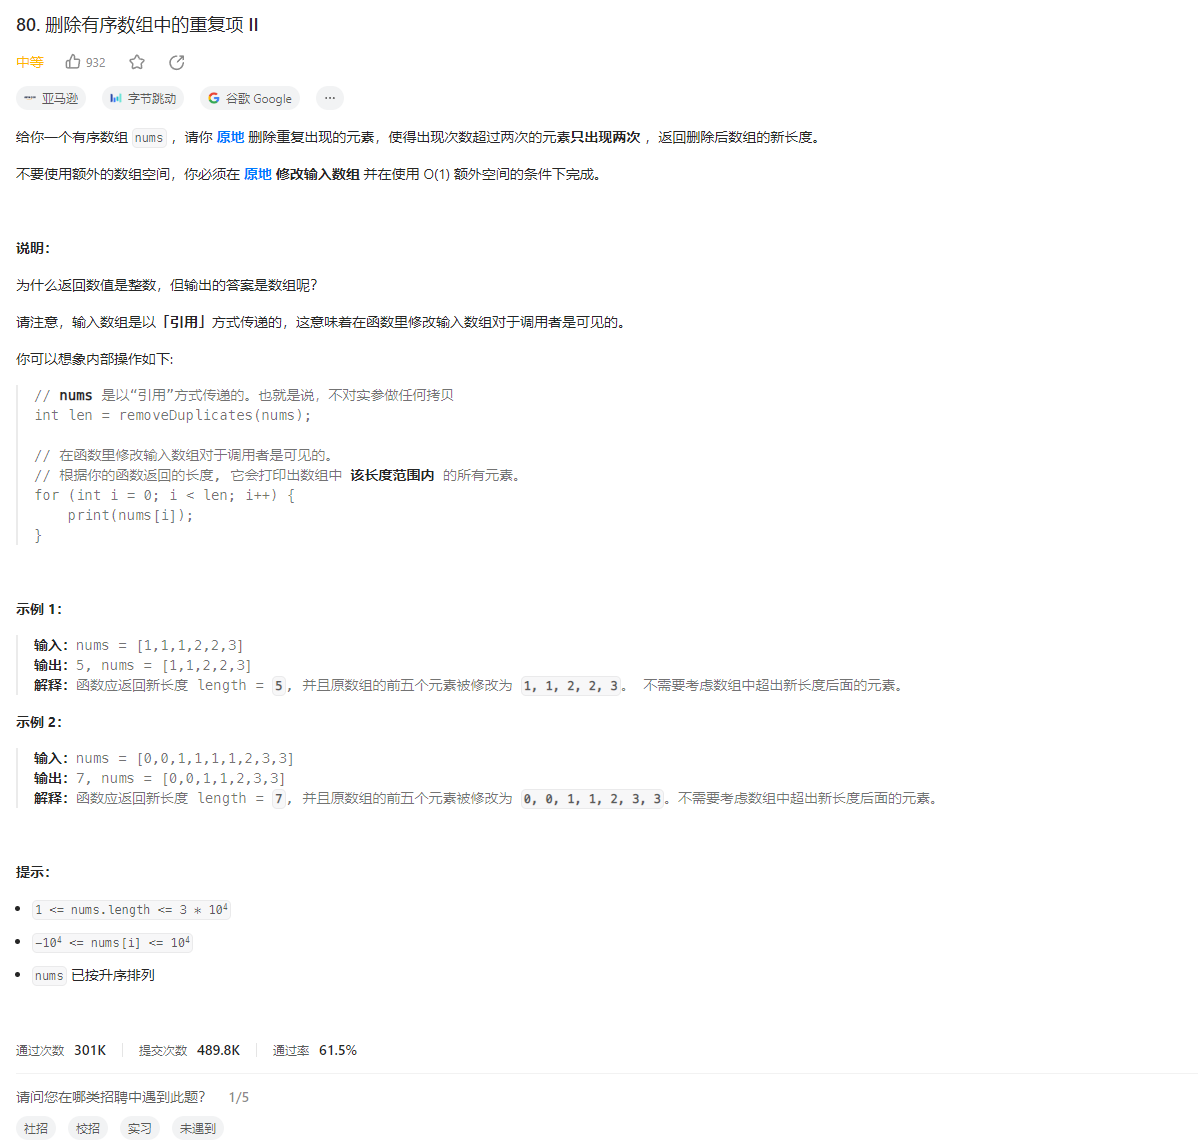 80. 删除有序数组中的重复项 II
中等 932
亚马逊 字节跳动 谷歌 Google ···
给你一个有序数组 nums ，请你 原地 删除重复出现的元素，使得出现次数超过两次的元素只出现两次 ，返回删除后数组的新长度。
不要使用额外的数组空间，你必须在 原地 修改输入数组 并在使用 O(1) 额外空间的条件下完成。
说明：
为什么返回数值是整数，但输出的答案是数组呢？
请注意，输入数组是以「引用」方式传递的，这意味着在函数里修改输入数组对于调用者是可见的。
你可以想象内部操作如下:
// nums 是以“引用”方式传递的。也就是说，不对实参做任何拷贝
int len = removeDuplicates(nums);
// 在函数里修改输入数组对于调用者是可见的。
// 根据你的函数返回的长度, 它会打印出数组中 该长度范围内 的所有元素。
for (int i = 0; i < len; i++) {
    print(nums[i]);
}
示例 1：
输入：nums = [1,1,1,2,2,3]
输出：5, nums = [1,1,2,2,3]
解释：函数应返回新长度 length = 5, 并且原数组的前五个元素被修改为 1, 1, 2, 2, 3。 不需要考虑数组中超出新长度后面的元素。
示例 2：
输入：nums = [0,0,1,1,1,1,2,3,3]
输出：7, nums = [0,0,1,1,2,3,3]
解释：函数应返回新长度 length = 7, 并且原数组的前五个元素被修改为 0, 0, 1, 1, 2, 3, 3。不需要考虑数组中超出新长度后面的元素。
提示：
• 1 <= nums.length <= 3 * 10⁴
• -10⁴ <= nums[i] <= 10⁴
• nums 已按升序排列
通过次数 301K 提交次数 489.8K 通过率 61.5%
请问您在哪类招聘中遇到此题？ 1/5
社招 校招 实习 未遇到